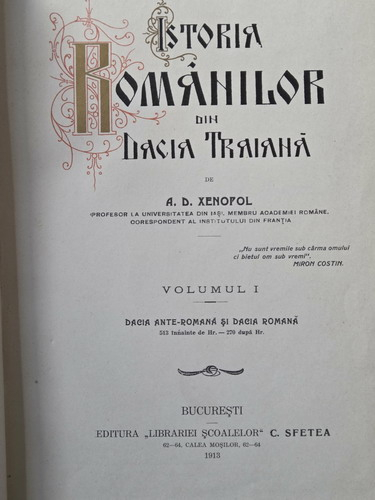 ISTORIA
ROMÂNILOR
DIN
DACIA TRAIANĂ
DE
A. D. XENOPOL
PROFESOR LA UNIVERSITATEA DIN IAȘI, MEMBRU ACADEMIEI ROMÂNE,
CORESPONDENT AL INSTITUTULUI DIN FRANȚIA
„Nu sunt vremile sub cârma omului
ci bietul om sub vremi“.
MIRON COSTIN.
VOLUMUL I
DACIA ANTE-ROMANĂ ȘI DACIA ROMANĂ
513 înainte de Hr. — 270 după Hr.
BUCUREȘTI
EDITURA „LIBRARIEI ȘCOALELOR“ C. SFETEA
62—64, CALEA MOȘILOR, 62—64
1913